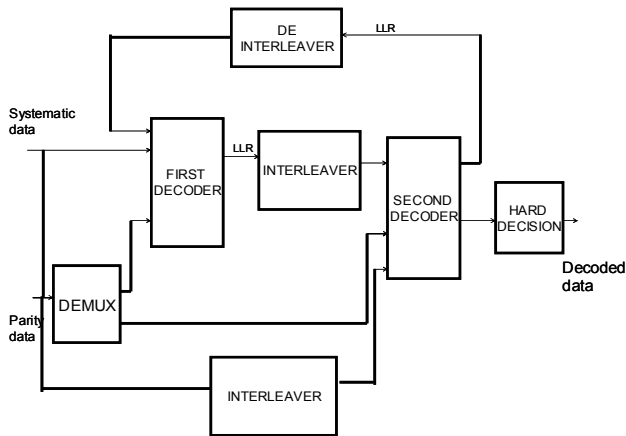 DE
INTERLEAVER
LLR
Systematic
data
FIRST
DECODER
LLR
INTERLEAVER
SECOND
DECODER
HARD
DECISION
Decoded
data
DEMUX
Parity
data
INTERLEAVER